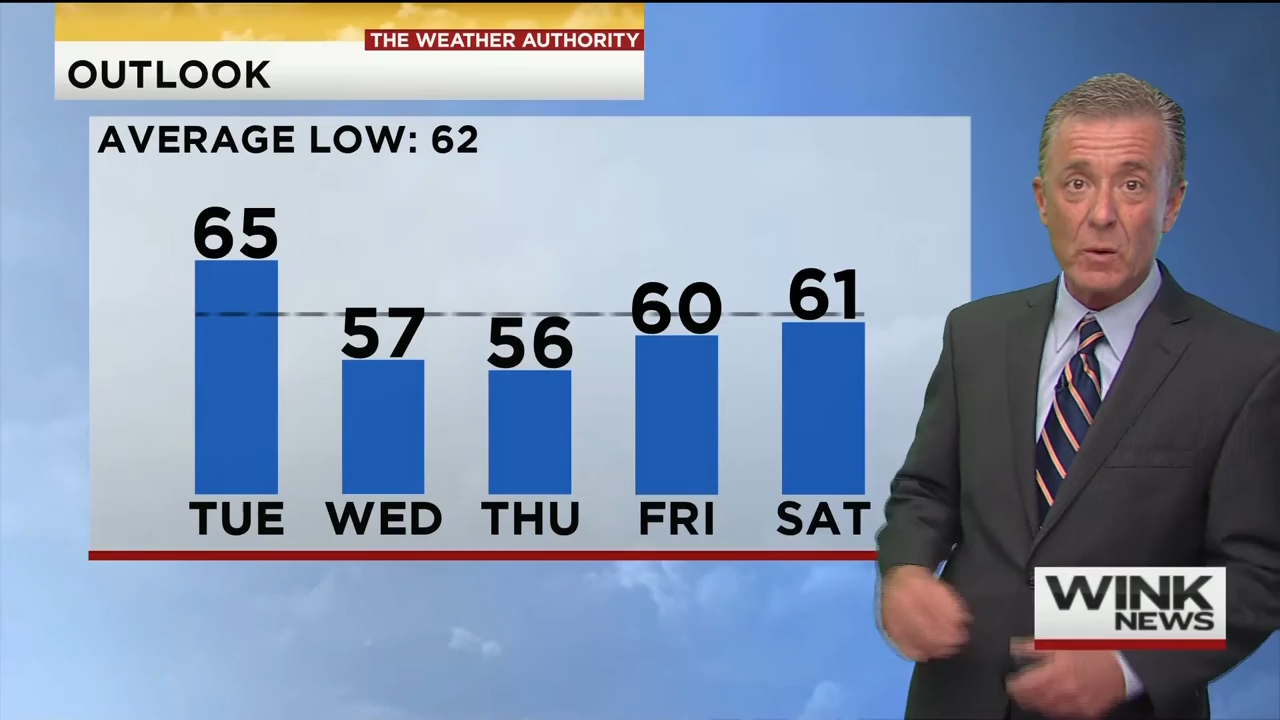 THE WEATHER AUTHORITY
OUTLOOK
AVERAGE LOW: 62
65 57 56 60 61
TUE WED THU FRI SAT
WINK
NEWS